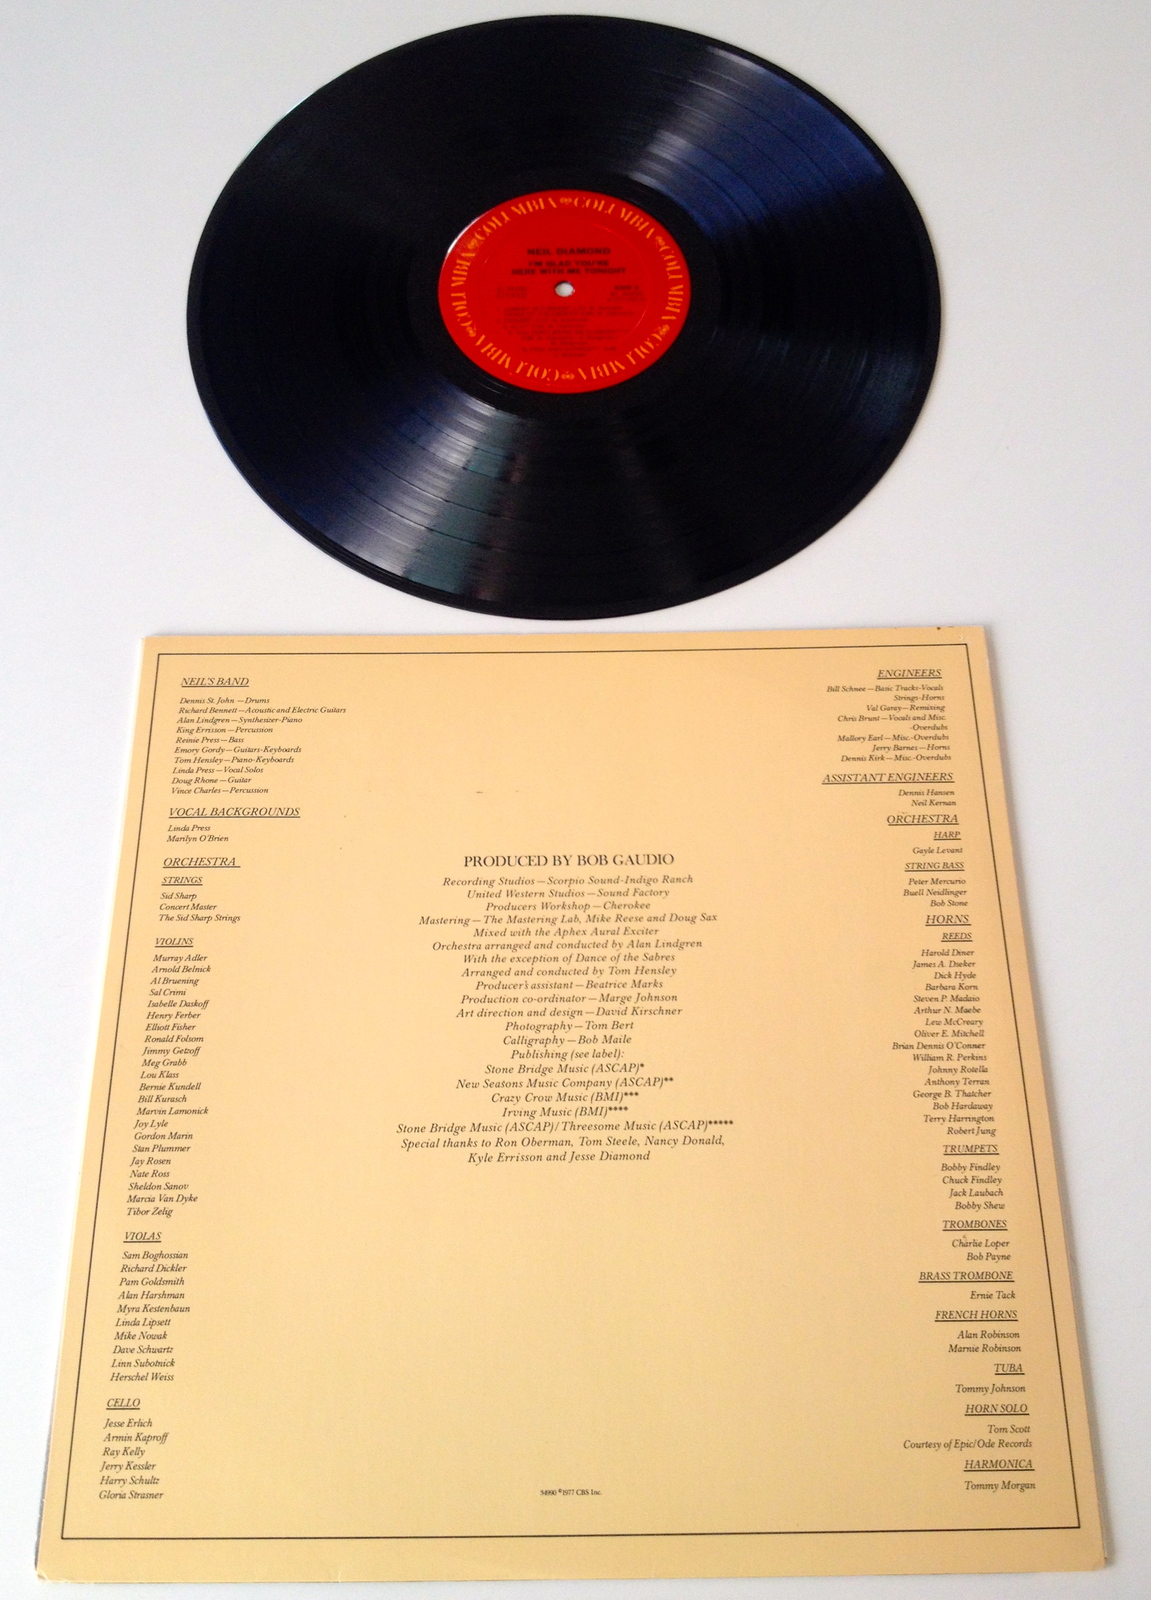 COLUMBIA COLUMBIA COLUMBIA COLUMBIA COLUMBIA COLUMBIA
NEIL DIAMOND
I'M GLAD YOU'RE
HERE WITH ME TONIGHT
NEIL'S BAND
Dennis St. John — Drums
Richard Bennett — Acoustic and Electric Guitars
Alan Lindgren — Synthesizer-Piano
King Errisson — Percussion
Reinie Press — Bass
Emory Gordy — Guitars-Keyboards
Tom Hensley — Piano-Keyboards
Linda Press — Vocal Solos
Doug Rhone — Guitar
Vince Charles — Percussion
VOCAL BACKGROUNDS
Linda Press
Marilyn O'Brien
ORCHESTRA
STRINGS
Sid Sharp
Concert Master
The Sid Sharp Strings
VIOLINS
Murray Adler
Arnold Belnick
Al Bruening
Sal Crimi
Isabelle Daskoff
Henry Ferber
Elliott Fisher
Ronald Folsom
Jimmy Getzoff
Meg Grabb
Lou Klass
Bernie Kundell
Bill Kurasch
Marvin Lamonick
Joy Lyle
Gordon Marin
Stan Plummer
Jay Rosen
Nate Ross
Sheldon Sanov
Marcia Van Dyke
Tibor Zelig
VIOLAS
Sam Boghossian
Richard Dickler
Pam Goldsmith
Alan Harshman
Myra Kestenbaun
Linda Lipsett
Mike Nowak
Dave Schwartz
Linn Subotnick
Herschel Weiss
CELLO
Jesse Erlich
Armin Kaproff
Ray Kelly
Jerry Kessler
Harry Schultz
Gloria Strasner
PRODUCED BY BOB GAUDIO
Recording Studios — Scorpio Sound-Indigo Ranch
United Western Studios — Sound Factory
Producers Workshop — Cherokee
Mastering — The Mastering Lab, Mike Reese and Doug Sax
Mixed with the Aphex Aural Exciter
Orchestra arranged and conducted by Alan Lindgren
With the exception of Dance of the Sabres
Arranged and conducted by Tom Hensley
Producer's assistant — Beatrice Marks
Production co-ordinator — Marge Johnson
Art direction and design — David Kirschner
Photography — Tom Bert
Calligraphy — Bob Maile
Publishing (see label):
Stone Bridge Music (ASCAP)*
New Seasons Music Company (ASCAP)**
Crazy Crow Music (BMI)***
Irving Music (BMI)****
Stone Bridge Music (ASCAP)/Threesome Music (ASCAP)*****
Special thanks to Ron Oberman, Tom Steele, Nancy Donald,
Kyle Errisson and Jesse Diamond
34990 ©1977 CBS Inc.
ENGINEERS
Bill Schnee — Basic Tracks-Vocals
Strings-Horns
Val Garay — Remixing
Chris Brunt — Vocals and Misc.
-Overdubs
Mallory Earl — Misc.-Overdubs
Jerry Barnes — Horns
Dennis Kirk — Misc.-Overdubs
ASSISTANT ENGINEERS
Dennis Hansen
Neil Kernan
ORCHESTRA
HARP
Gayle Levant
STRING BASS
Peter Mercurio
Buell Neidlinger
Bob Stone
HORNS
REEDS
Harold Diner
James A. Dseker
Dick Hyde
Barbara Korn
Steven P. Madaio
Arthur N. Maebe
Lew McCreary
Oliver E. Mitchell
Brian Dennis O'Conner
William R. Perkins
Johnny Rotella
Anthony Terran
George B. Thatcher
Bob Hardaway
Terry Harrington
Robert Jung
TRUMPETS
Bobby Findley
Chuck Findley
Jack Laubach
Bobby Shew
TROMBONES
Charlie Loper
Bob Payne
BRASS TROMBONE
Ernie Tack
FRENCH HORNS
Alan Robinson
Marnie Robinson
TUBA
Tommy Johnson
HORN SOLO
Tom Scott
Courtesy of Epic/Ode Records
HARMONICA
Tommy Morgan